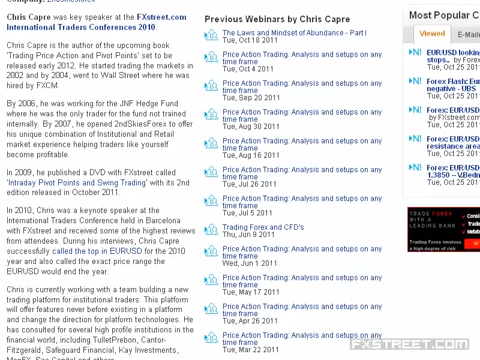 Company: 2ndSkiesForex
Chris Capre was key speaker at the FXstreet.com
International Traders Conferences 2010
Chris Capre is the author of the upcoming book
'Trading Price Action and Pivot Points' set to be
released early 2012. He started trading the markets in
2002 and by 2004, went to Wall Street where he was
hired by FXCM.
By 2006, he was working for the JNF Hedge Fund
where he was the only trader for the fund not trained
internally. By 2007, he opened 2ndSkiesForex to offer
his unique combination of Institutional and Retail
market experience helping traders like yourself
become profitable.
In 2009, he published a DVD with FXstreet called
'Intraday Pivot Points and Swing Trading' with its 2nd
edition released in October 2011.
In 2010, Chris was a keynote speaker at the
International Traders Conference held in Barcelona
with FXstreet and received some of the highest reviews
from attendees. During his interviews, Chris Capre
successfully called the top in EURUSD for the 2010
year and also called the exact price range the
EURUSD would end the year.
Chris is currently working with a team building a new
trading platform for institutional traders. This platform
will offer features never before existing in a platform
and change the direction for platform technologies. He
has consulted for several high profile institutions in the
financial world, including TulletPrebon, Cantor-
Fitzgerald, Safeguard Financial, Kay Investments,
Previous Webinars by Chris Capre
The Laws and Mindset of Abundance - Part I
Tue, Oct 18 2011
Price Action Trading: Analysis and setups on any
time frame
Tue, Oct 4 2011
Price Action Trading: Analysis and setups on any
time frame
Tue, Sep 20 2011
Price Action Trading: Analysis and setups on any
time frame
Tue, Aug 30 2011
Price Action Trading: Analysis and setups on any
time frame
Tue, Aug 16 2011
Price Action Trading: Analysis and setups on any
time frame
Tue, Jul 26 2011
Price Action Trading: Analysis and setups on any
time frame
Tue, Jul 5 2011
Trading Forex and CFD's
Thu, Jun 9 2011
Price Action Trading: Analysis and setups on any
time frame
Wed, Jun 1 2011
Price Action Trading: Analysis and setups on any
time frame
Tue, May 17 2011
Price Action Trading: Analysis and setups on any
time frame
Tue, Apr 26 2011
Price Action Trading: Analysis and setups on any
time frame
Tue, Mar 22 2011
Most Popular C
Viewed E-Maile
EURUSD looking
stops... by Forex
Tue, Oct 25 2011
Forex Flash: Eur
negative - UBS
Tue, Oct 25 2011
Forex: EUR/USD
by FXstreet.com
Tue, Oct 25 2011
Forex: EUR/USD
resistance area
Tue, Oct 25 2011
Forex: EUR/USD
Tue, Oct 25 2011
TRADE FOREX
WITH A
LEADING BANK
Trading Forex involves
a high degree of risk
FXSTREET.COM